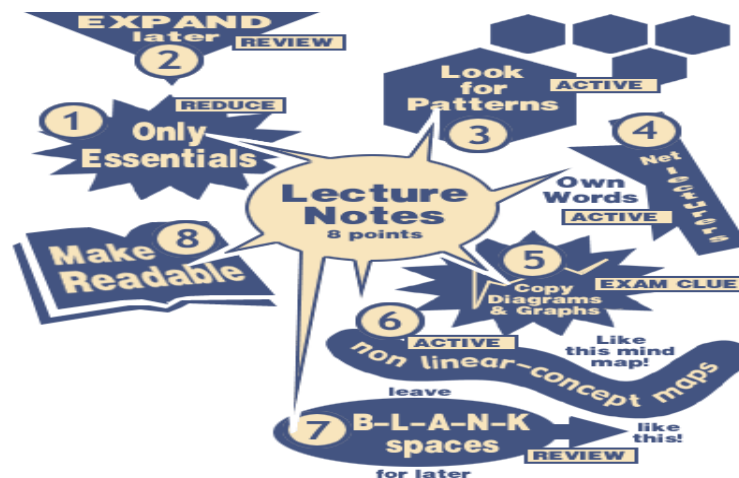 EXPAND
later
REVIEW
2
REDUCE
1
Only
Essentials
Look
for
Patterns
ACTIVE
3
4
Not
Lecturers
Own
Words
ACTIVE
Lecture
Notes
8 points
8
Make
Readable
5
Copy
Diagrams
& Graphs
EXAM CLUE
6
ACTIVE
non linear-concept maps
Like
this mind
map!
leave
7
B-L-A-N-K
spaces
like
this!
REVIEW
for later